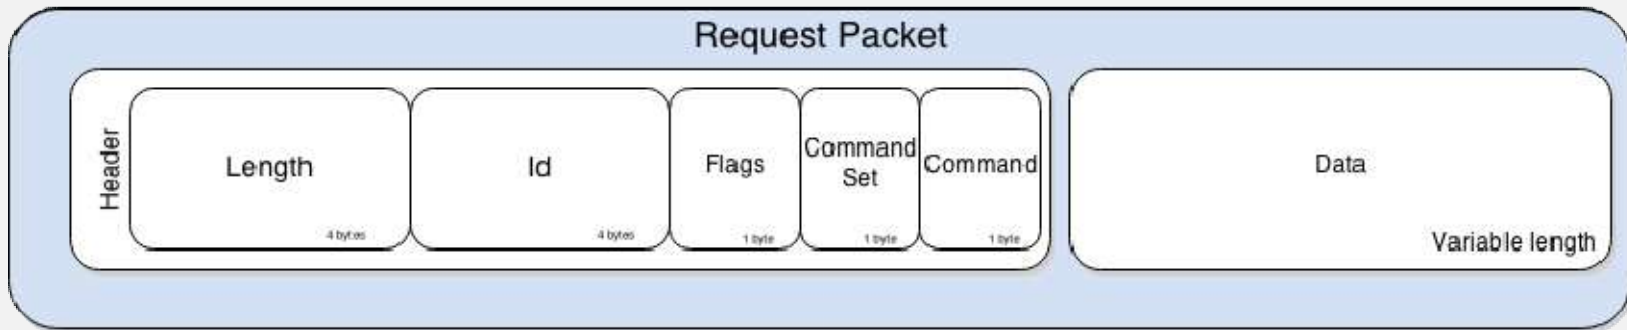 Request Packet
Header
Length
4 bytes
Id
4 bytes
Flags
1 byte
Command
Set
1 byte
Command
1 byte
Data
Variable length